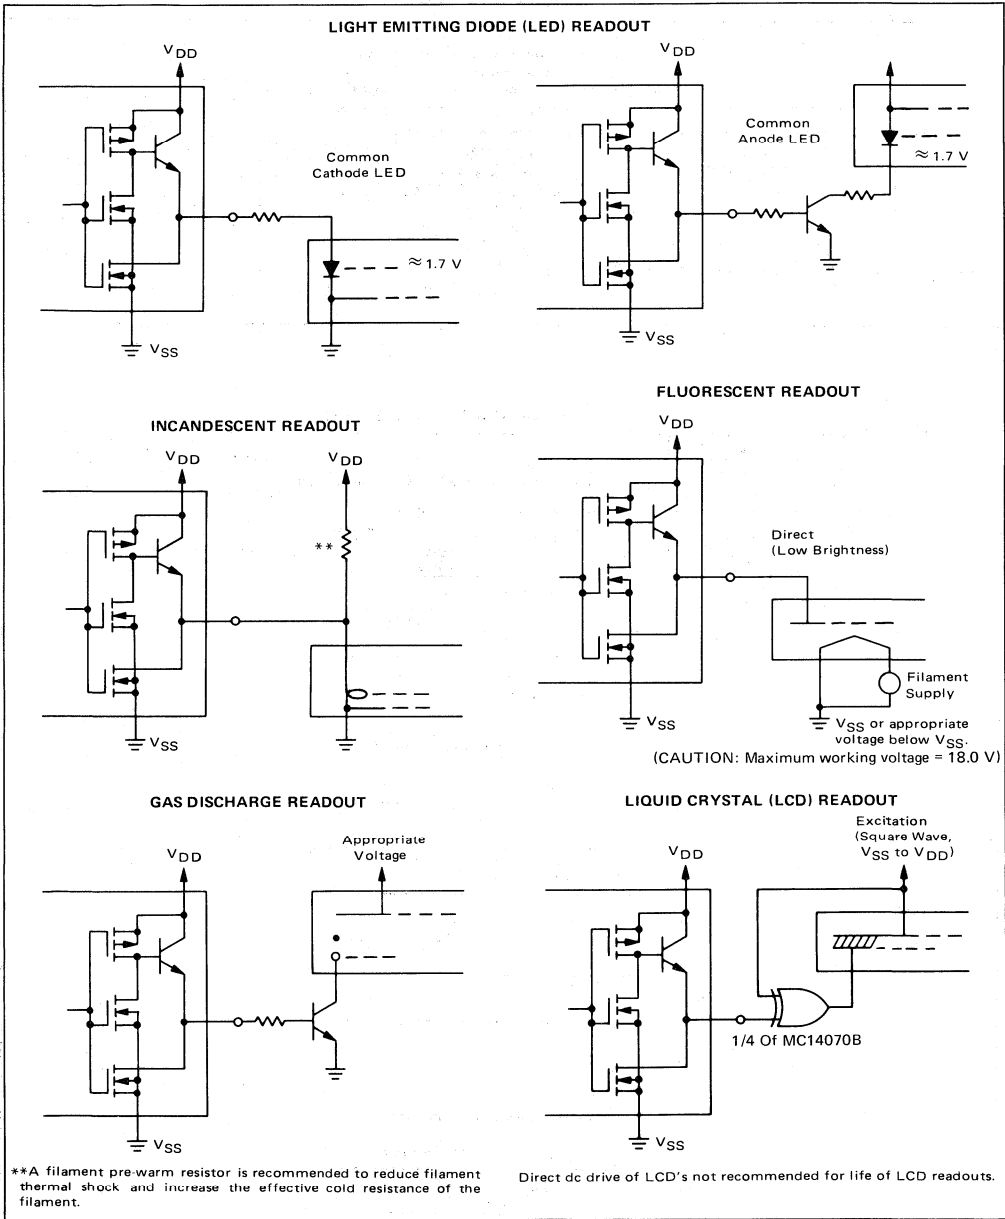 LIGHT EMITTING DIODE (LED) READOUT
VDD
Common
Cathode LED
≈ 1.7 V
VSS
VDD
Common
Anode LED
≈ 1.7 V
VSS
INCANDESCENT READOUT
VDD
VDD
**
VSS
FLUORESCENT READOUT
VDD
Direct
(Low Brightness)
Filament
Supply
VSS
VSS or appropriate
voltage below VSS.
(CAUTION: Maximum working voltage = 18.0 V)
GAS DISCHARGE READOUT
VDD
Appropriate
Voltage
VSS
LIQUID CRYSTAL (LCD) READOUT
VDD
Excitation
(Square Wave,
VSS to VDD)
1/4 Of MC14070B
VSS
**A filament pre-warm resistor is recommended to reduce filament
thermal shock and increase the effective cold resistance of the
filament.
Direct dc drive of LCD's not recommended for life of LCD readouts.